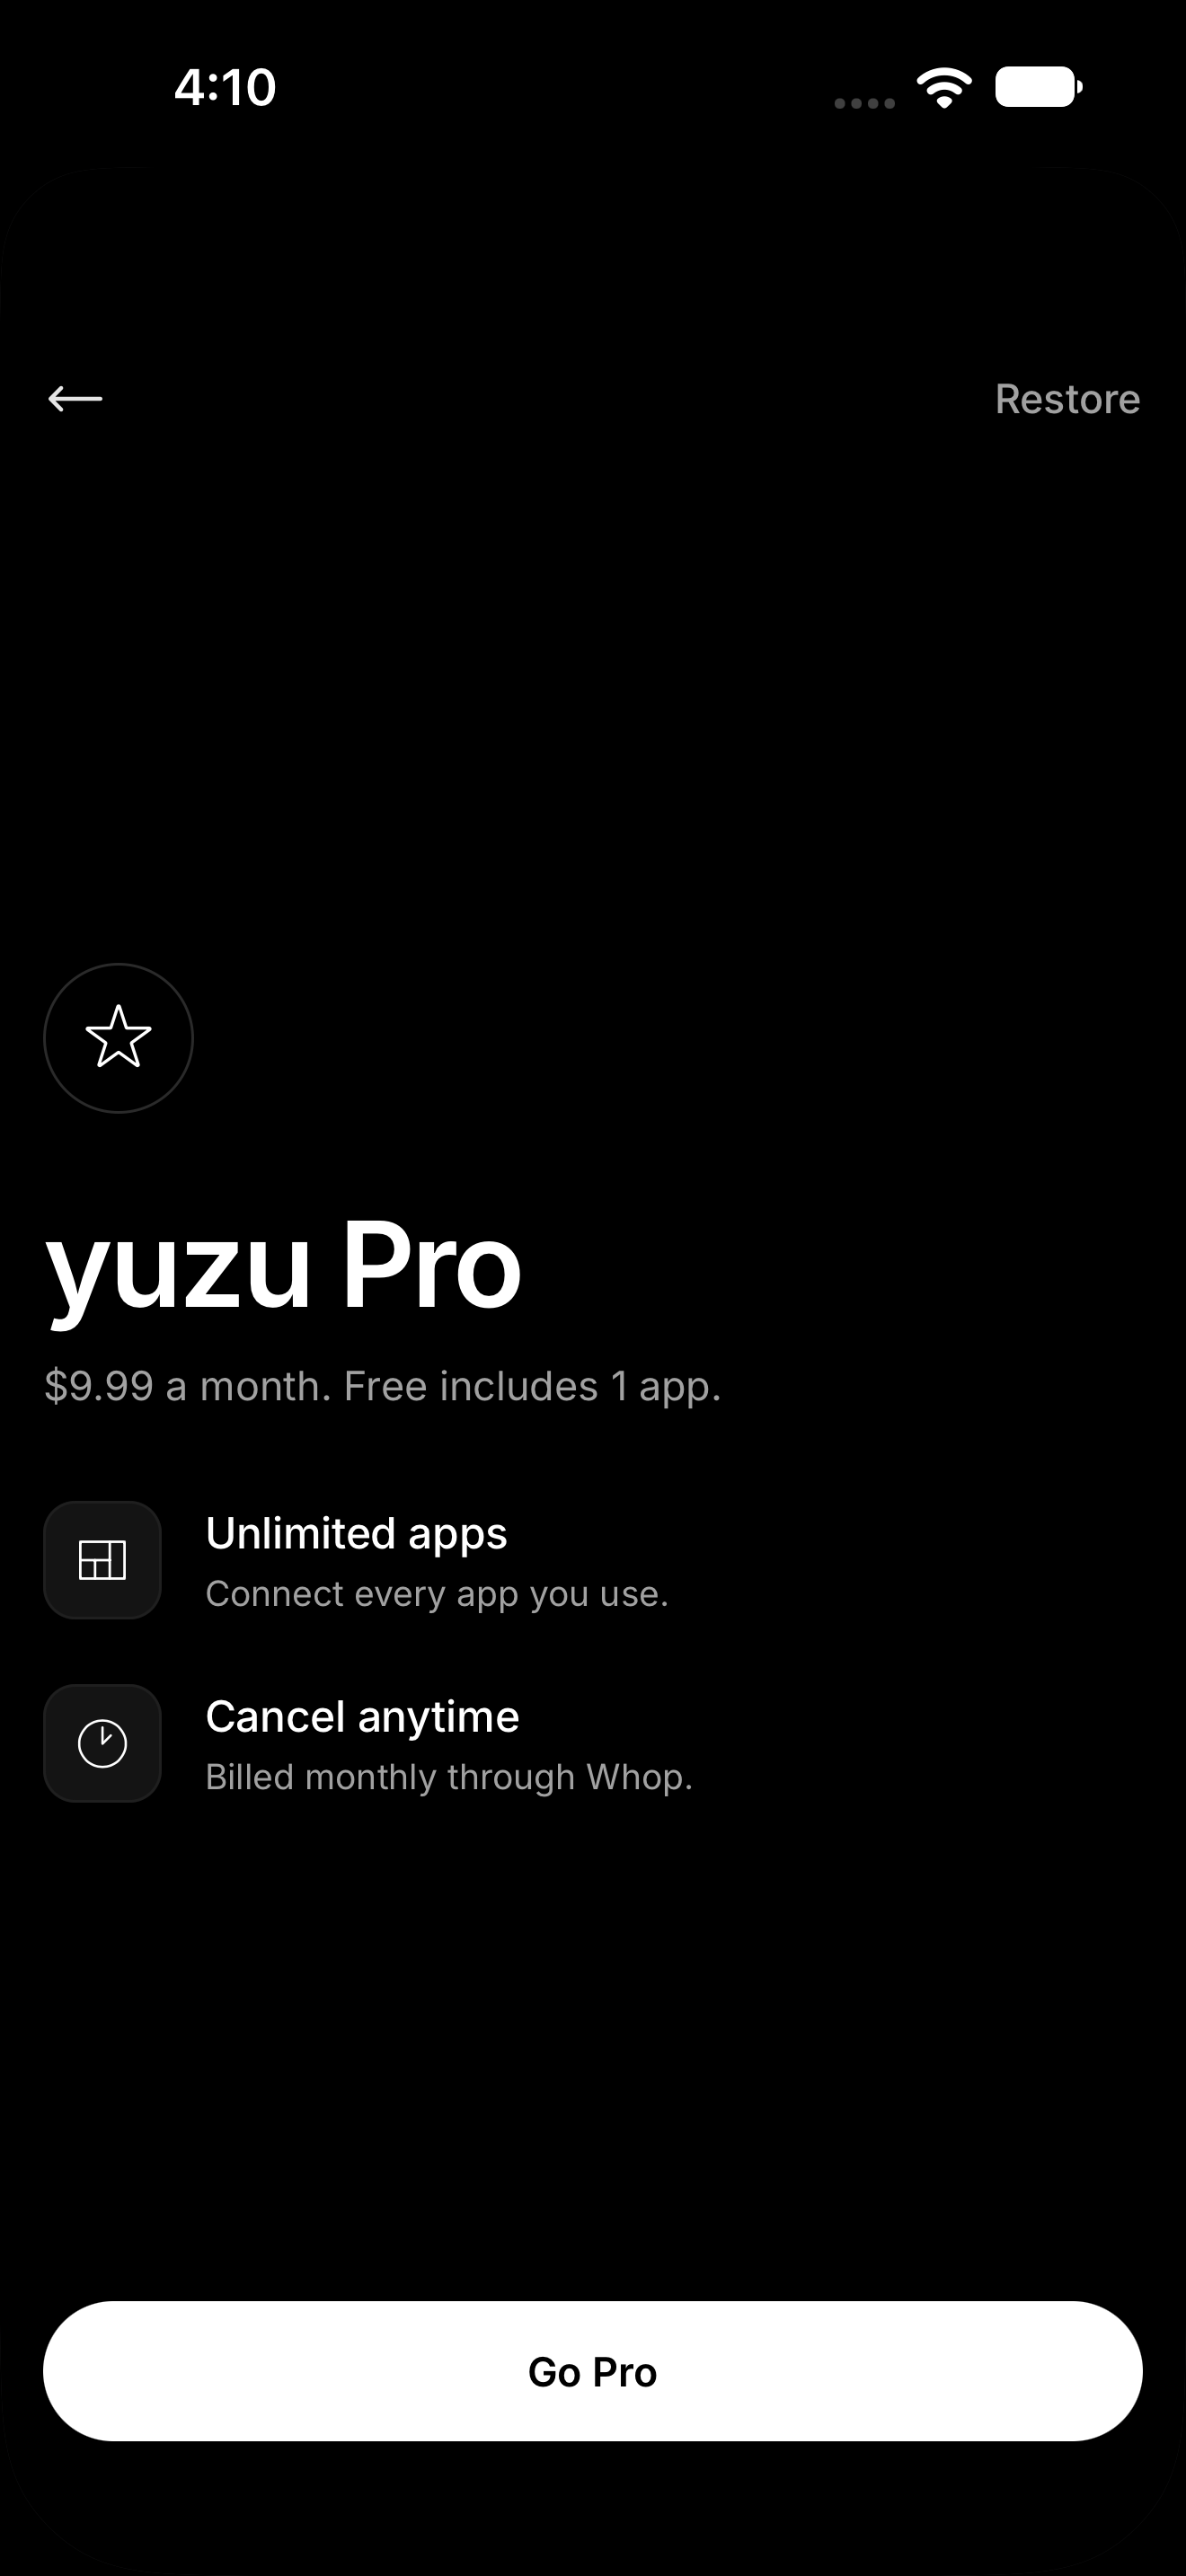 4:10
Restore
yuzu Pro
$9.99 a month. Free includes 1 app.
Unlimited apps
Connect every app you use.
Cancel anytime
Billed monthly through Whop.
Go Pro